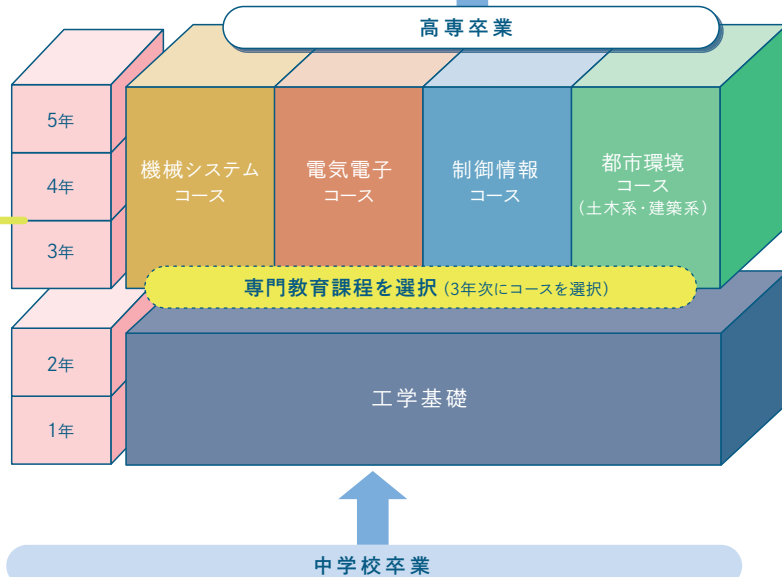 高専卒業
5年
4年
3年
機械システム
コース
電気電子
コース
制御情報
コース
都市環境
コース
(土木系・建築系)
専門教育課程を選択 (3年次にコースを選択)
2年
1年
工学基礎
中学校卒業